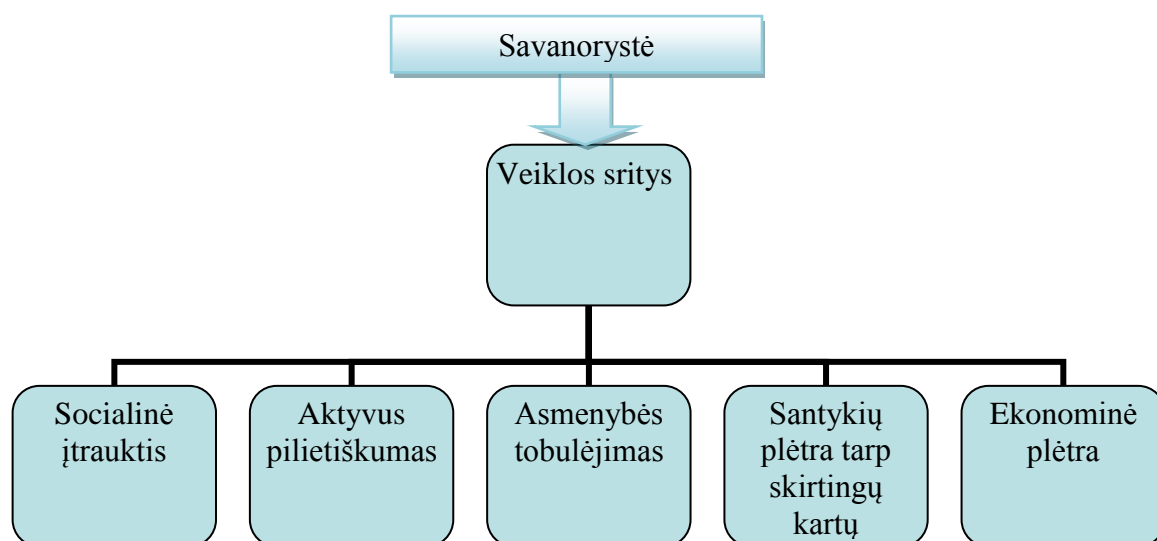 Savanorystė
Veiklos sritys
Socialinė
įtrauktis
Aktyvus
pilietiškumas
Asmenybės
tobulėjimas
Santykių
plėtra tarp
skirtingų
kartų
Ekonominė
plėtra